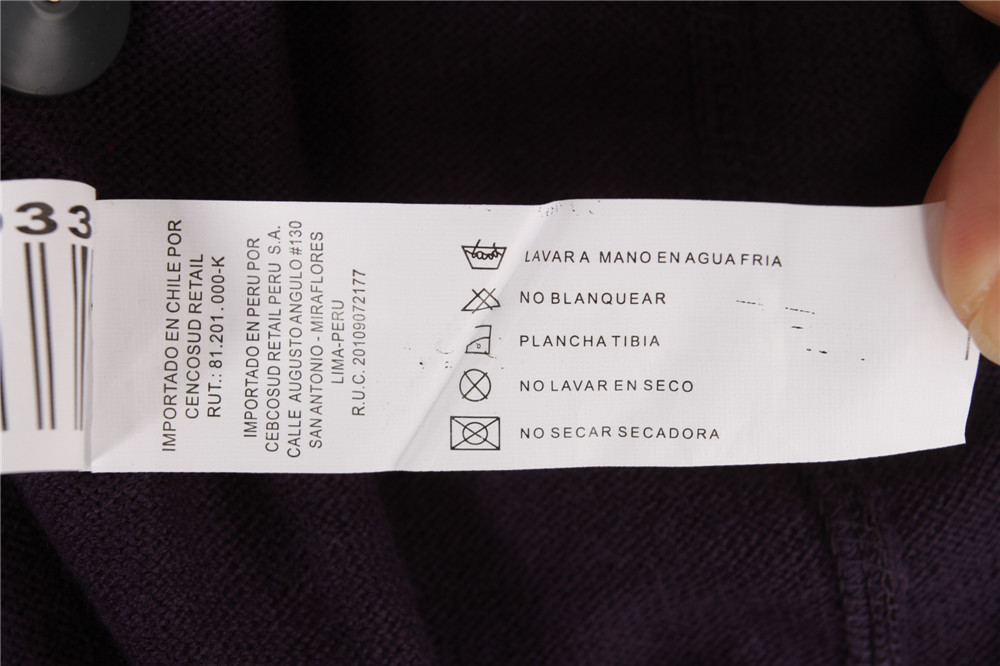 33
IMPORTADO EN CHILE POR
CENCOSUD RETAIL
RUT.: 81.201.000-K
IMPORTADO EN PERU POR
CEBCOSUD RETAIL PERU S.A.
CALLE AUGUSTO ANGULO #130
SAN ANTONIO - MIRAFLORES
LIMA-PERU
R.U.C. 20109072177
LAVAR A MANO EN AGUA FRIA
NO BLANQUEAR
PLANCHA TIBIA
NO LAVAR EN SECO
NO SECAR SECADORA